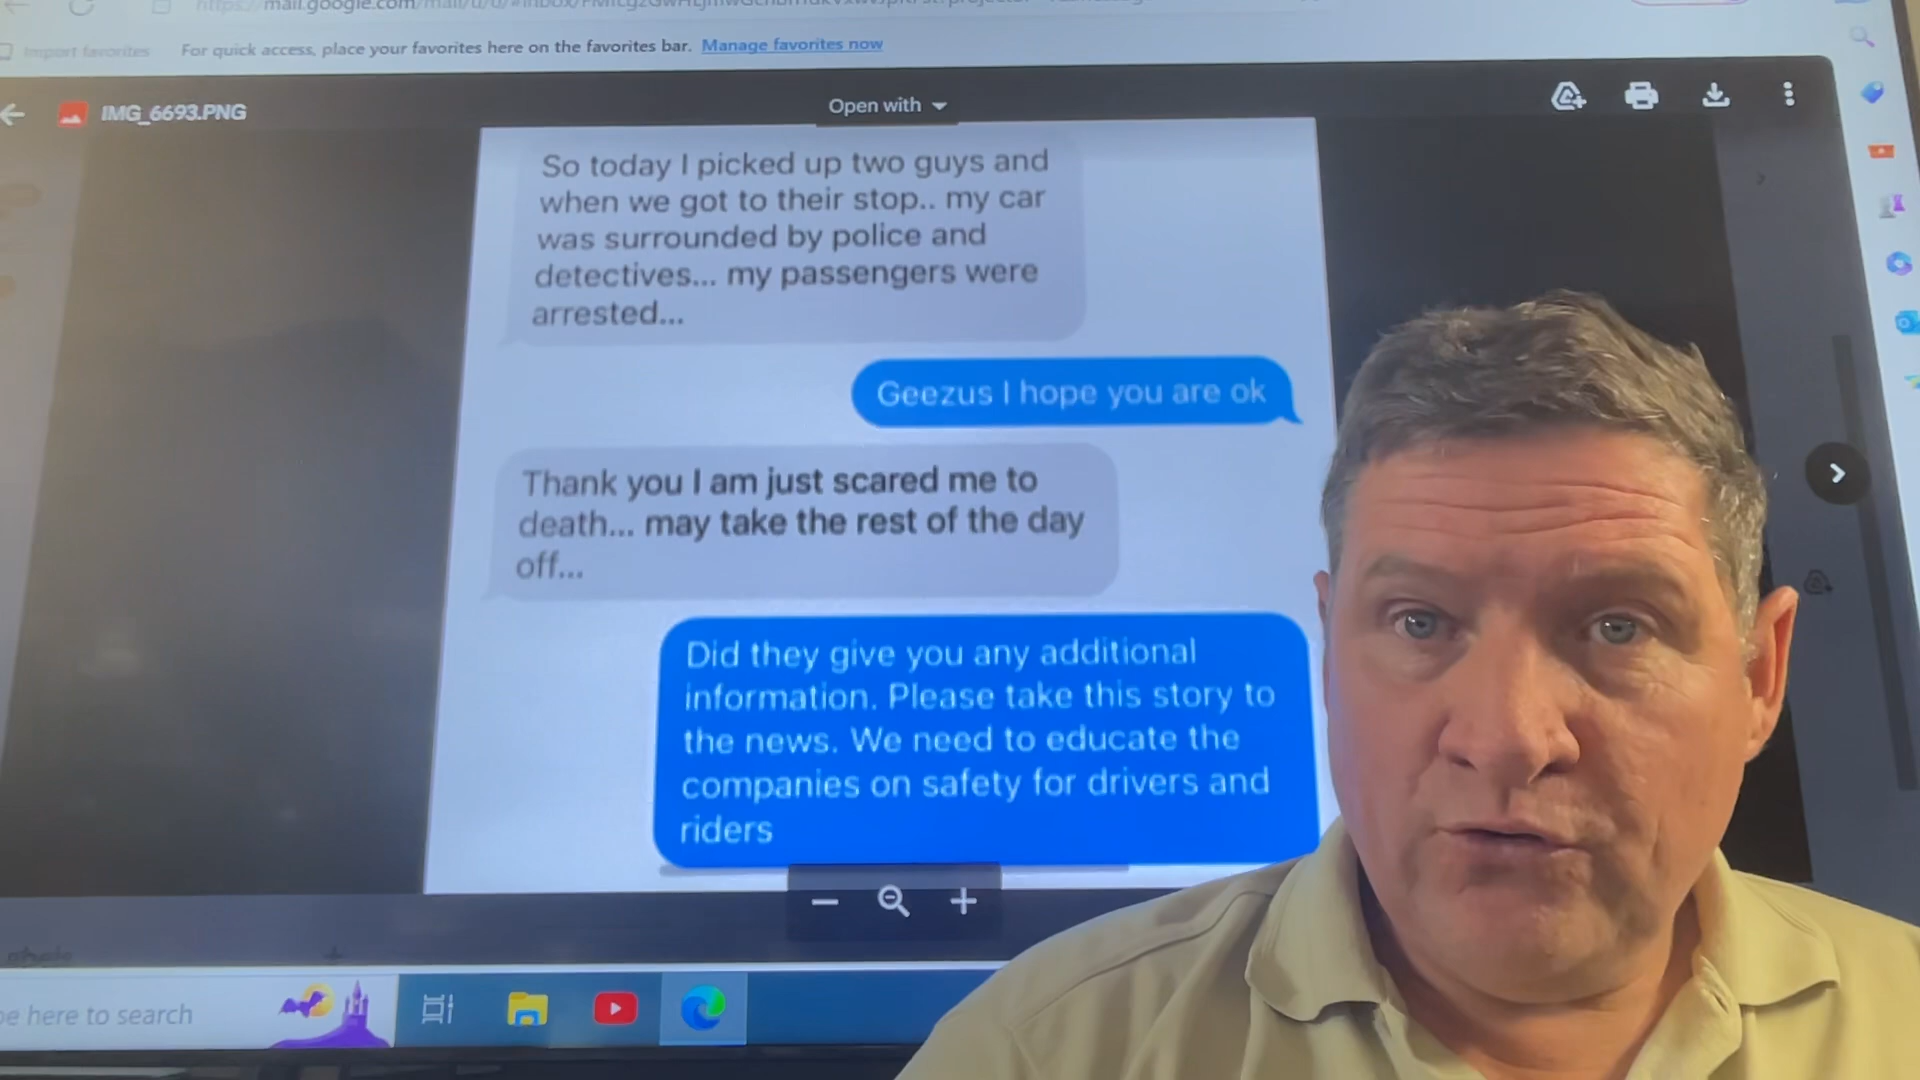 Import favorites For quick access, place your favorites here on the favorites bar. Manage favorites now
IMG_6693.PNG
Open with
So today I picked up two guys and
when we got to their stop.. my car
was surrounded by police and
detectives... my passengers were
arrested...
Geezus I hope you are ok
Thank you I am just scared me to
death... may take the rest of the day
off...
Did they give you any additional
information. Please take this story to
the news. We need to educate the
companies on safety for drivers and
riders
here to search